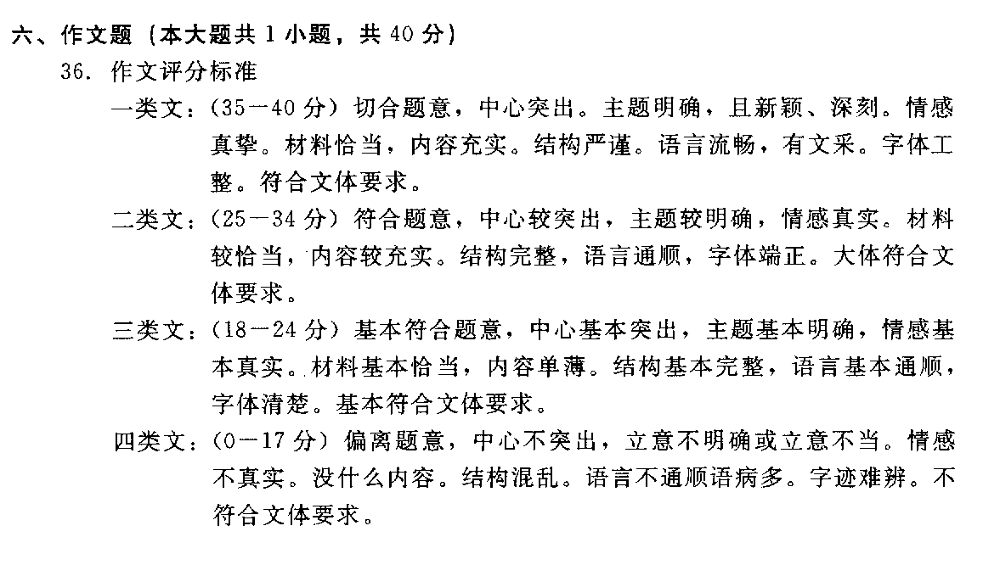 六、作文题(本大题共1小题，共40分)
36. 作文评分标准
一类文：(35—40分) 切合题意，中心突出。主题明确，且新颖、深刻。情感
真挚。材料恰当，内容充实。结构严谨。语言流畅，有文采。字体工
整。符合文体要求。
二类文：(25—34分) 符合题意，中心较突出，主题较明确，情感真实。材料
较恰当，内容较充实。结构完整，语言通顺，字体端正。大体符合文
体要求。
三类文：(18—24分) 基本符合题意，中心基本突出，主题基本明确，情感基
本真实。材料基本恰当，内容单薄。结构基本完整，语言基本通顺，
字体清楚。基本符合文体要求。
四类文：(0—17分) 偏离题意，中心不突出，立意不明确或立意不当。情感
不真实。没什么内容。结构混乱。语言不通顺语病多。字迹难辨。不
符合文体要求。